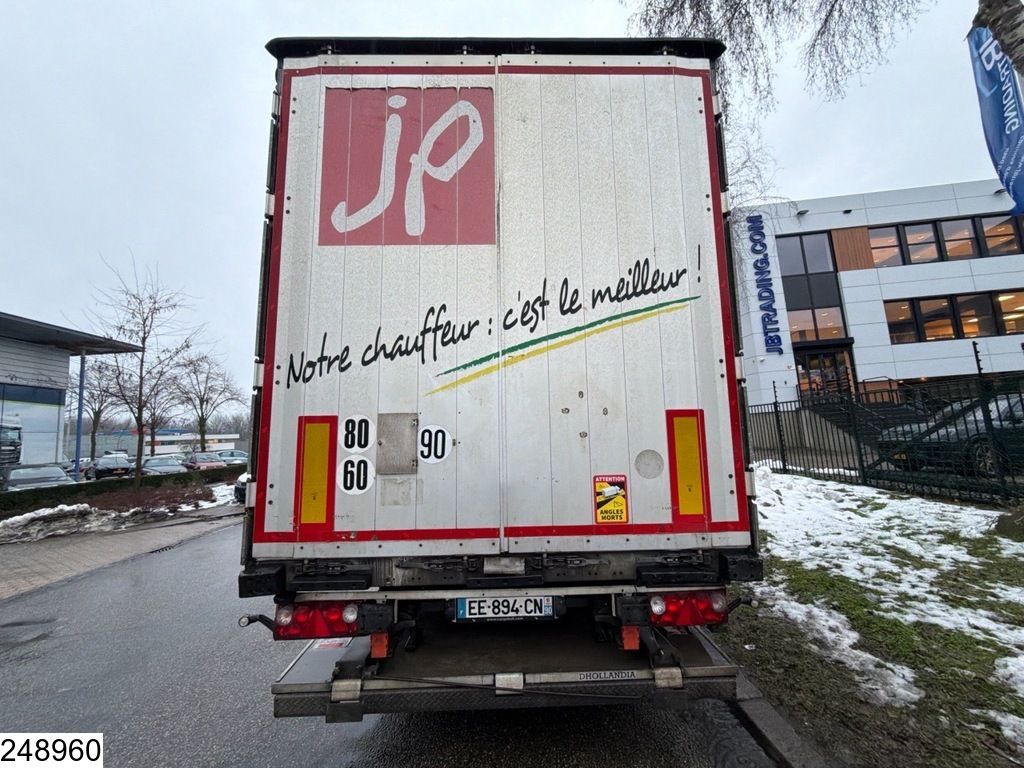 jp
Notre chauffeur : c'est le meilleur !
80
60
90
ATTENTION
ANGLES
MORTS
EE-894-CN
DHOLLANDIA
JBTRADING.COM
TRADING
248960